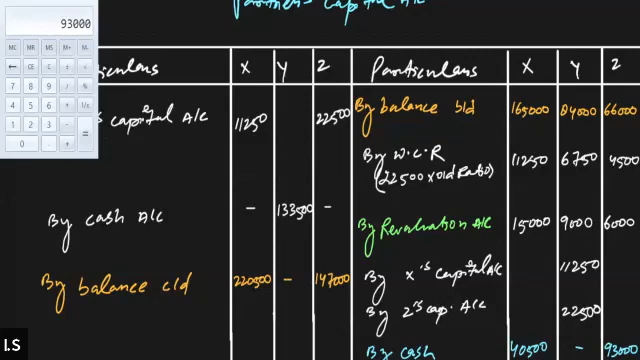 Partners Capital A/c
93000
MC MR MS M+ M-
← CE C ± √
7 8 9 / %
4 5 6 * 1/x
1 2 3 - =
0 . +
X Y Z Particulars X Y Z
capital A/C 11250 22500 By balance b/d 165000 84000 66000
By W.C.R 11250 6750 4500
(22500 x Old Ratio)
By cash A/c - 133500 -
By Revaluation A/C 15000 9000 6000
By X's Capital A/C 11250
By balance c/d 220500 - 147000
By Z's cap. A/C 22500
By cash 40500 - 93000
I.S